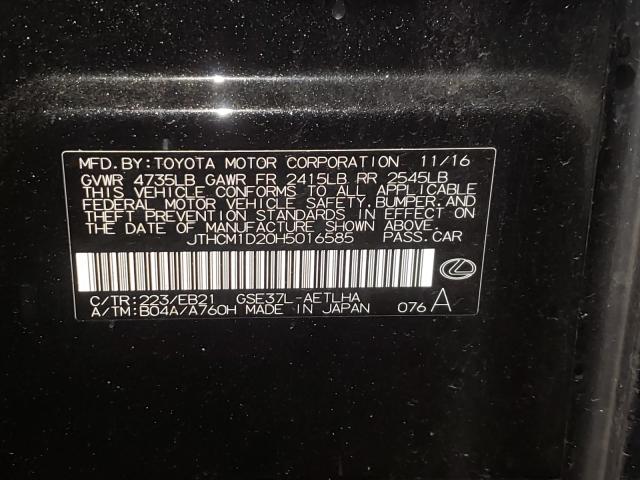 MFD.BY:TOYOTA MOTOR CORPORATION 11/16
GVWR 4735LB GAWR FR 2415LB RR 2545LB
THIS VEHICLE CONFORMS TO ALL APPLICABLE
FEDERAL MOTOR VEHICLE SAFETY,BUMPER,AND
THEFT PREVENTION STANDARDS IN EFFECT ON
THE DATE OF MANUFACTURE SHOWN ABOVE.
JTHCM1D20H5016585 PASS.CAR
C/TR:223/EB21 GSE37L-AETLHA
A/TM:B04A/A760H MADE IN JAPAN 076 A